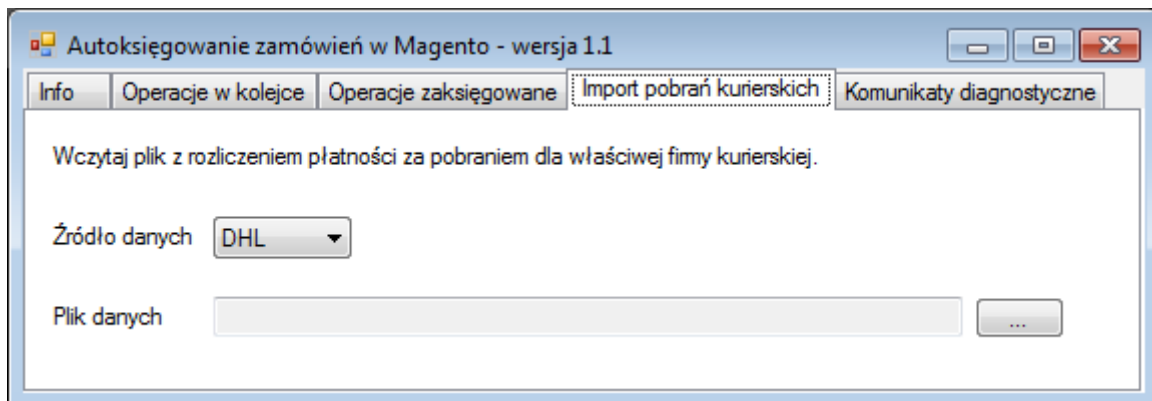 Autoksięgowanie zamówień w Magento - wersja 1.1
Info Operacje w kolejce Operacje zaksięgowane Import pobrań kurierskich Komunikaty diagnostyczne
Wczytaj plik z rozliczeniem płatności za pobraniem dla właściwej firmy kurierskiej.
Źródło danych DHL
Plik danych ...